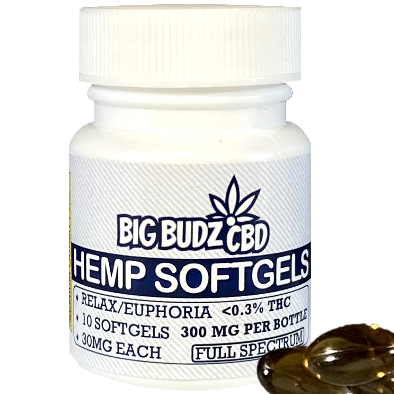 BIG BUDZ CBD
HEMP SOFTGELS
• RELAX/EUPHORIA <0.3% THC
• 10 SOFTGELS 300 MG PER BOTTLE
• 30MG EACH FULL SPECTRUM